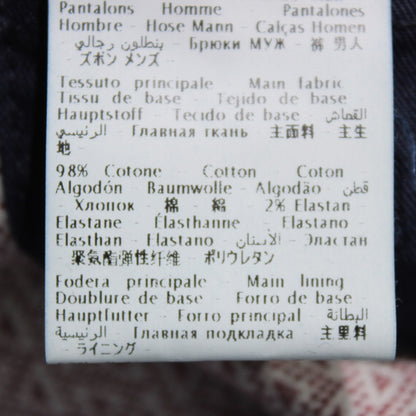 Pantalons Homme Pantalones
Hombre - Hose Mann - Calças Homen
- بنطلون رجالي - Брюки МУЖ - 裤 男人
ズボン メンズ -
Tessuto principale - Main fabric
Tissu de base - Tejido de base
Hauptstoff - Tecido de base - القماش
الرئيسي - Главная ткань - 主面料 - 主生
地 -
98% Cotone - Cotton - Coton
Algodón - Baumwolle - Algodão - قطن
- Хлопок - 棉 - 綿 - 2% Elastan
Elastane - Élasthanne - Elastano
Elasthan - Elastano - الأستان - Эластан
- 聚氨酯弹性纤维 - ポリウレタン
Fodera principale - Main lining
Doublure de base - Forro de base
Hauptfutter - Forro principal - البطانة
الرئيسية - Главная подкладка - 主里料
- ライニング -